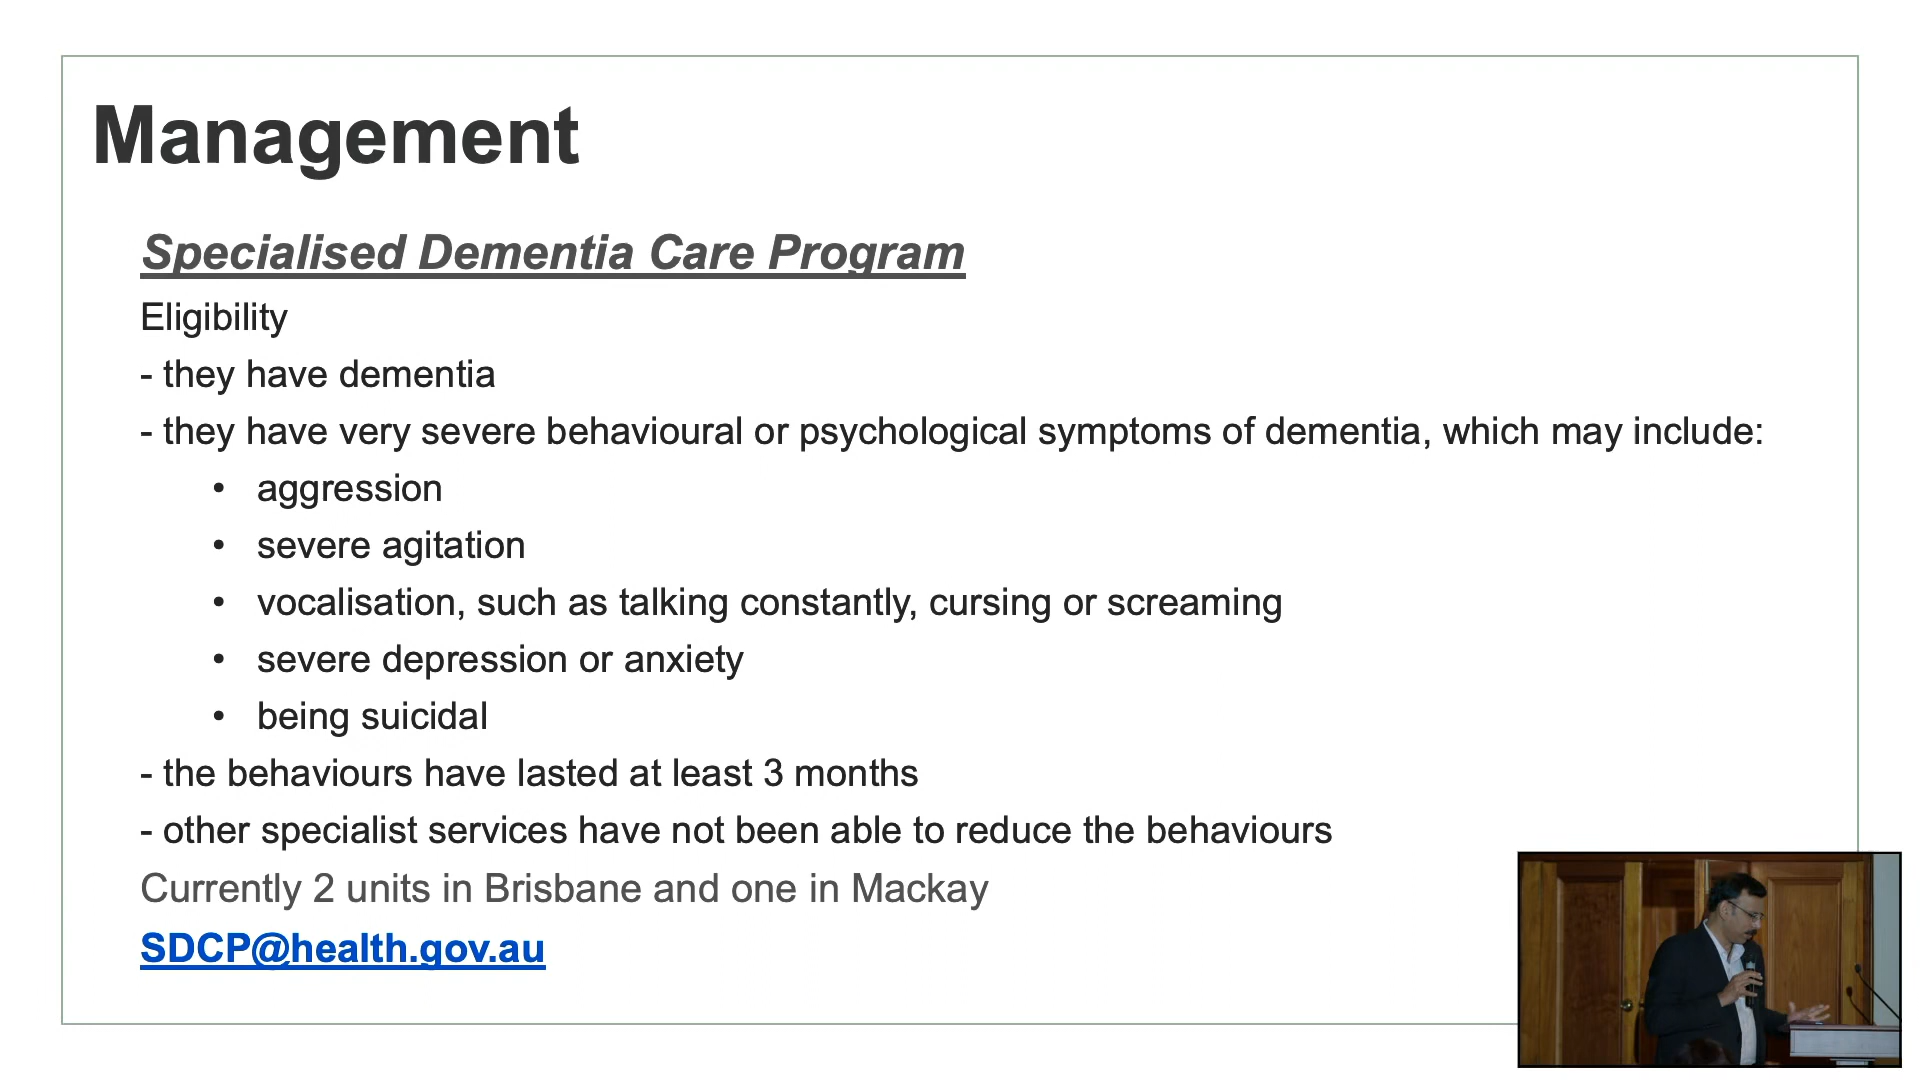 Management
Specialised Dementia Care Program
Eligibility
- they have dementia
- they have very severe behavioural or psychological symptoms of dementia, which may include:
• aggression
• severe agitation
• vocalisation, such as talking constantly, cursing or screaming
• severe depression or anxiety
• being suicidal
- the behaviours have lasted at least 3 months
- other specialist services have not been able to reduce the behaviours
Currently 2 units in Brisbane and one in Mackay
SDCP@health.gov.au